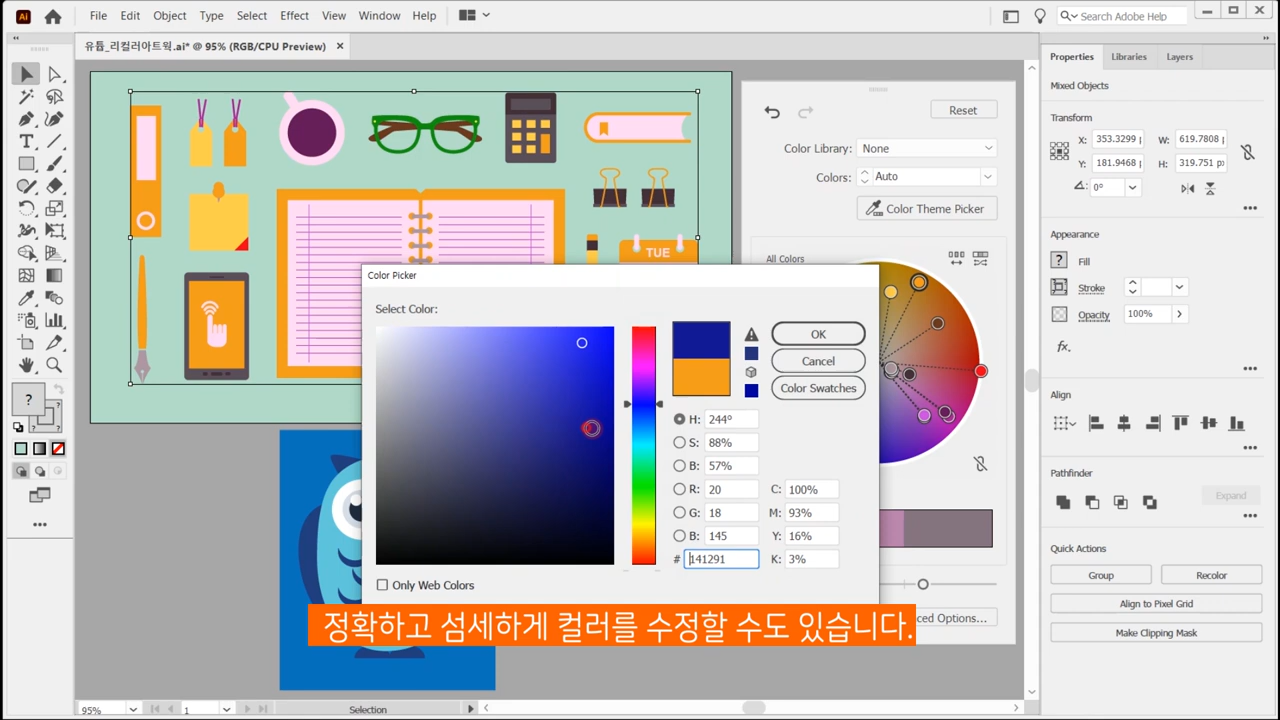 Ai
File Edit Object Type Select Effect View Window Help
Search Adobe Help
유튭_리컬러아트웍.ai* @ 95% (RGB/CPU Preview)
Properties Libraries Layers
Mixed Objects
Transform
X: 353.3299 p W: 619.7808 p
Y: 181.9468 p H: 319.751 px
0°
Appearance
Fill
Stroke
Opacity 100%
fx.
Align
Pathfinder
Expand
Quick Actions
Group Recolor
Align to Pixel Grid
Make Clipping Mask
Reset
Color Library: None
Colors: Auto
Color Theme Picker
All Colors
TUE
Color Picker
Select Color:
OK
Cancel
Color Swatches
H: 244°
S: 88%
B: 57%
R: 20 C: 100%
G: 18 M: 93%
B: 145 Y: 16%
# 141291 K: 3%
Only Web Colors
Options...
정확하고 섬세하게 컬러를 수정할 수도 있습니다.
95% 1 Selection